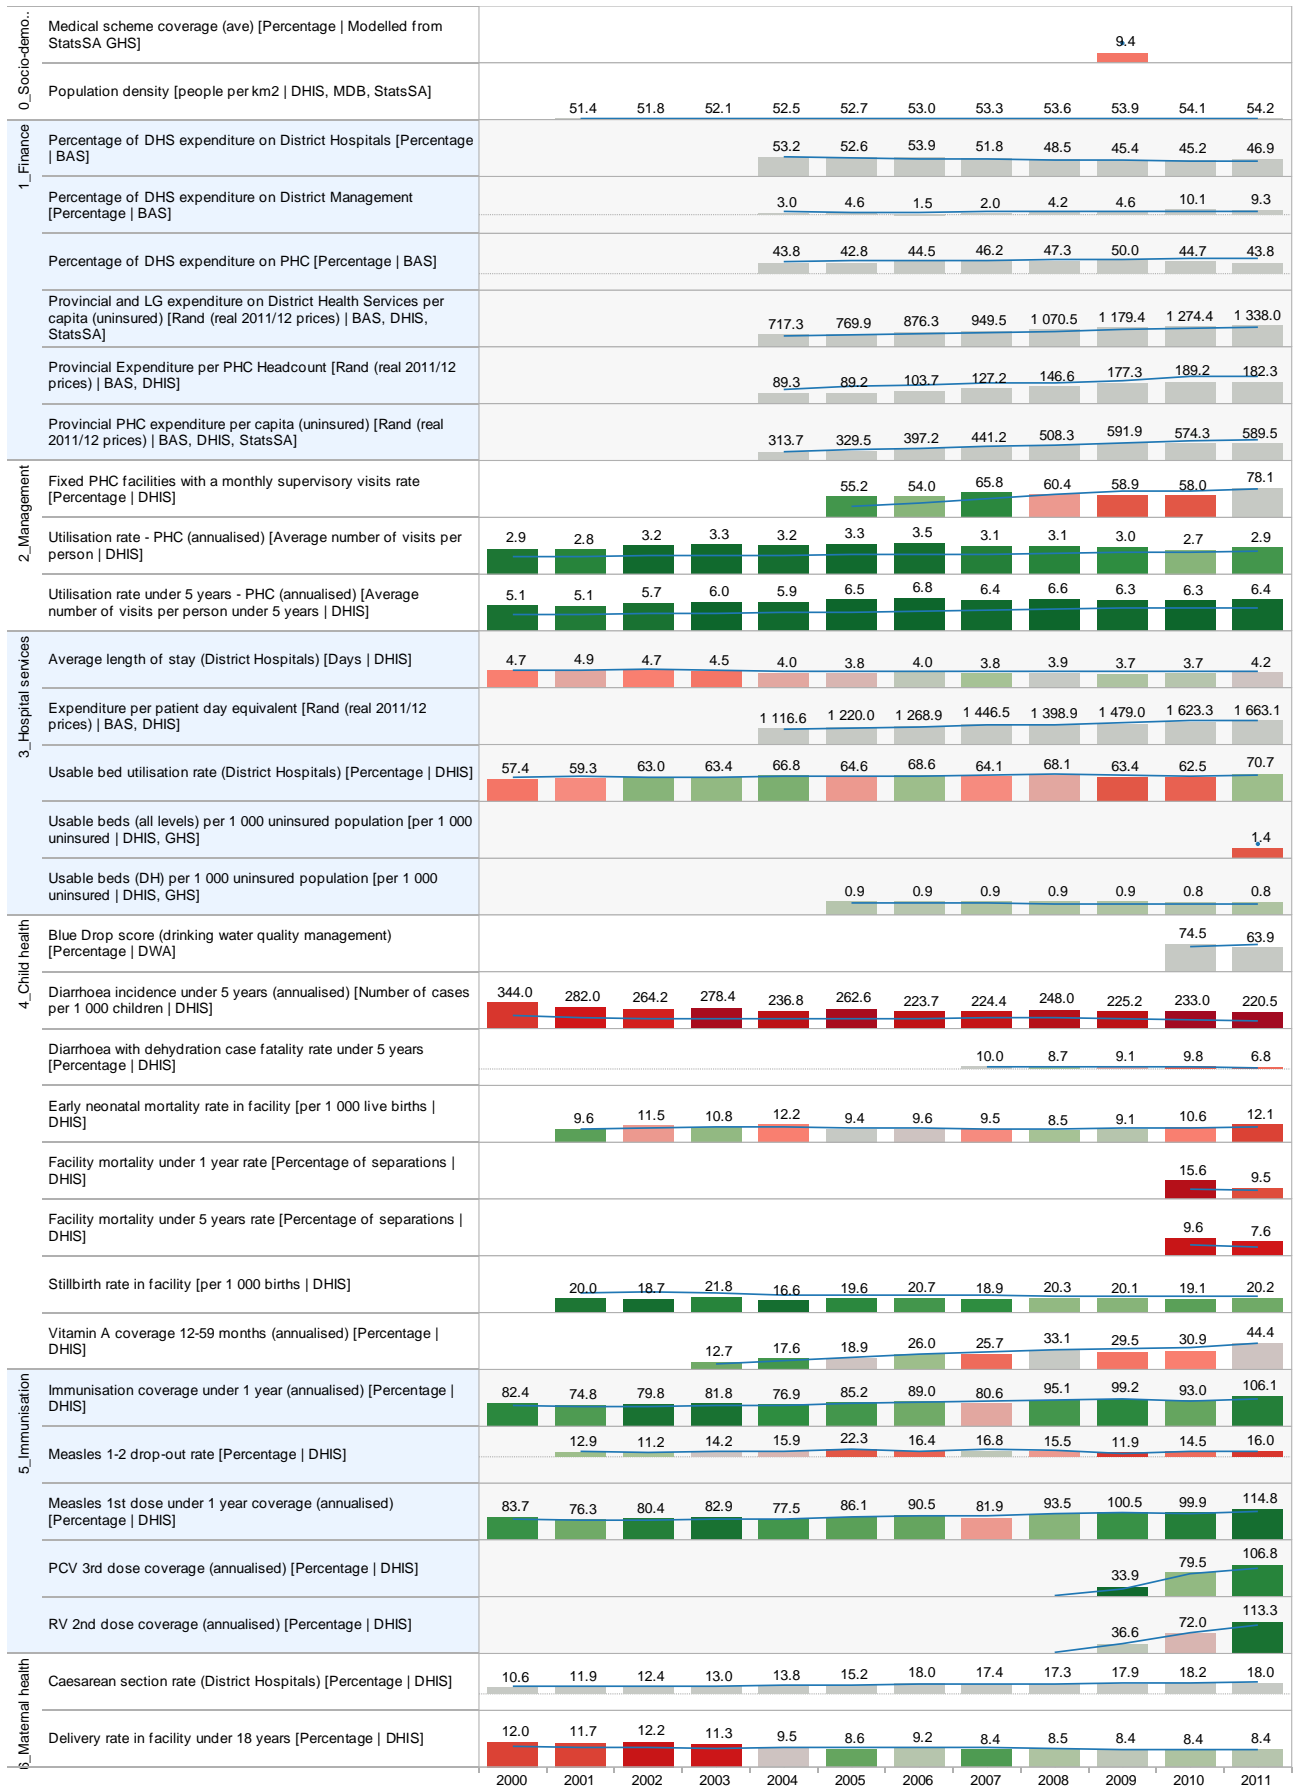 0_Socio-demo..
Medical scheme coverage (ave) [Percentage | Modelled from
StatsSA GHS]
9.4
Population density [people per km2 | DHIS, MDB, StatsSA]
51.4 51.8 52.1 52.5 52.7 53.0 53.3 53.6 53.9 54.1 54.2
1_Finance
Percentage of DHS expenditure on District Hospitals [Percentage
| BAS]
53.2 52.6 53.9 51.8 48.5 45.4 45.2 46.9
Percentage of DHS expenditure on District Management
[Percentage | BAS]
3.0 4.6 1.5 2.0 4.2 4.6 10.1 9.3
Percentage of DHS expenditure on PHC [Percentage | BAS]
43.8 42.8 44.5 46.2 47.3 50.0 44.7 43.8
Provincial and LG expenditure on District Health Services per
capita (uninsured) [Rand (real 2011/12 prices) | BAS, DHIS,
StatsSA]
717.3 769.9 876.3 949.5 1 070.5 1 179.4 1 274.4 1 338.0
Provincial Expenditure per PHC Headcount [Rand (real 2011/12
prices) | BAS, DHIS]
89.3 89.2 103.7 127.2 146.6 177.3 189.2 182.3
Provincial PHC expenditure per capita (uninsured) [Rand (real
2011/12 prices) | BAS, DHIS, StatsSA]
313.7 329.5 397.2 441.2 508.3 591.9 574.3 589.5
2_Management
Fixed PHC facilities with a monthly supervisory visits rate
[Percentage | DHIS]
55.2 54.0 65.8 60.4 58.9 58.0 78.1
Utilisation rate - PHC (annualised) [Average number of visits per
person | DHIS]
2.9 2.8 3.2 3.3 3.2 3.3 3.5 3.1 3.1 3.0 2.7 2.9
Utilisation rate under 5 years - PHC (annualised) [Average
number of visits per person under 5 years | DHIS]
5.1 5.1 5.7 6.0 5.9 6.5 6.8 6.4 6.6 6.3 6.3 6.4
3_Hospital services
Average length of stay (District Hospitals) [Days | DHIS]
4.7 4.9 4.7 4.5 4.0 3.8 4.0 3.8 3.9 3.7 3.7 4.2
Expenditure per patient day equivalent [Rand (real 2011/12
prices) | BAS, DHIS]
1 116.6 1 220.0 1 268.9 1 446.5 1 398.9 1 479.0 1 623.3 1 663.1
Usable bed utilisation rate (District Hospitals) [Percentage | DHIS]
57.4 59.3 63.0 63.4 66.8 64.6 68.6 64.1 68.1 63.4 62.5 70.7
Usable beds (all levels) per 1 000 uninsured population [per 1 000
uninsured | DHIS, GHS]
1.4
Usable beds (DH) per 1 000 uninsured population [per 1 000
uninsured | DHIS, GHS]
0.9 0.9 0.9 0.9 0.9 0.8 0.8
4_Child health
Blue Drop score (drinking water quality management)
[Percentage | DWA]
74.5 63.9
Diarrhoea incidence under 5 years (annualised) [Number of cases
per 1 000 children | DHIS]
344.0 282.0 264.2 278.4 236.8 262.6 223.7 224.4 248.0 225.2 233.0 220.5
Diarrhoea with dehydration case fatality rate under 5 years
[Percentage | DHIS]
10.0 8.7 9.1 9.8 6.8
Early neonatal mortality rate in facility [per 1 000 live births |
DHIS]
9.6 11.5 10.8 12.2 9.4 9.6 9.5 8.5 9.1 10.6 12.1
Facility mortality under 1 year rate [Percentage of separations |
DHIS]
15.6 9.5
Facility mortality under 5 years rate [Percentage of separations |
DHIS]
9.6 7.6
Stillbirth rate in facility [per 1 000 births | DHIS]
20.0 18.7 21.8 16.6 19.6 20.7 18.9 20.3 20.1 19.1 20.2
Vitamin A coverage 12-59 months (annualised) [Percentage |
DHIS]
12.7 17.6 18.9 26.0 25.7 33.1 29.5 30.9 44.4
5_Immunisation
Immunisation coverage under 1 year (annualised) [Percentage |
DHIS]
82.4 74.8 79.8 81.8 76.9 85.2 89.0 80.6 95.1 99.2 93.0 106.1
Measles 1-2 drop-out rate [Percentage | DHIS]
12.9 11.2 14.2 15.9 22.3 16.4 16.8 15.5 11.9 14.5 16.0
Measles 1st dose under 1 year coverage (annualised)
[Percentage | DHIS]
83.7 76.3 80.4 82.9 77.5 86.1 90.5 81.9 93.5 100.5 99.9 114.8
PCV 3rd dose coverage (annualised) [Percentage | DHIS]
33.9 79.5 106.8
RV 2nd dose coverage (annualised) [Percentage | DHIS]
36.6 72.0 113.3
6_Maternal health
Caesarean section rate (District Hospitals) [Percentage | DHIS]
10.6 11.9 12.4 13.0 13.8 15.2 18.0 17.4 17.3 17.9 18.2 18.0
Delivery rate in facility under 18 years [Percentage | DHIS]
12.0 11.7 12.2 11.3 9.5 8.6 9.2 8.4 8.5 8.4 8.4 8.4
2000 2001 2002 2003 2004 2005 2006 2007 2008 2009 2010 2011